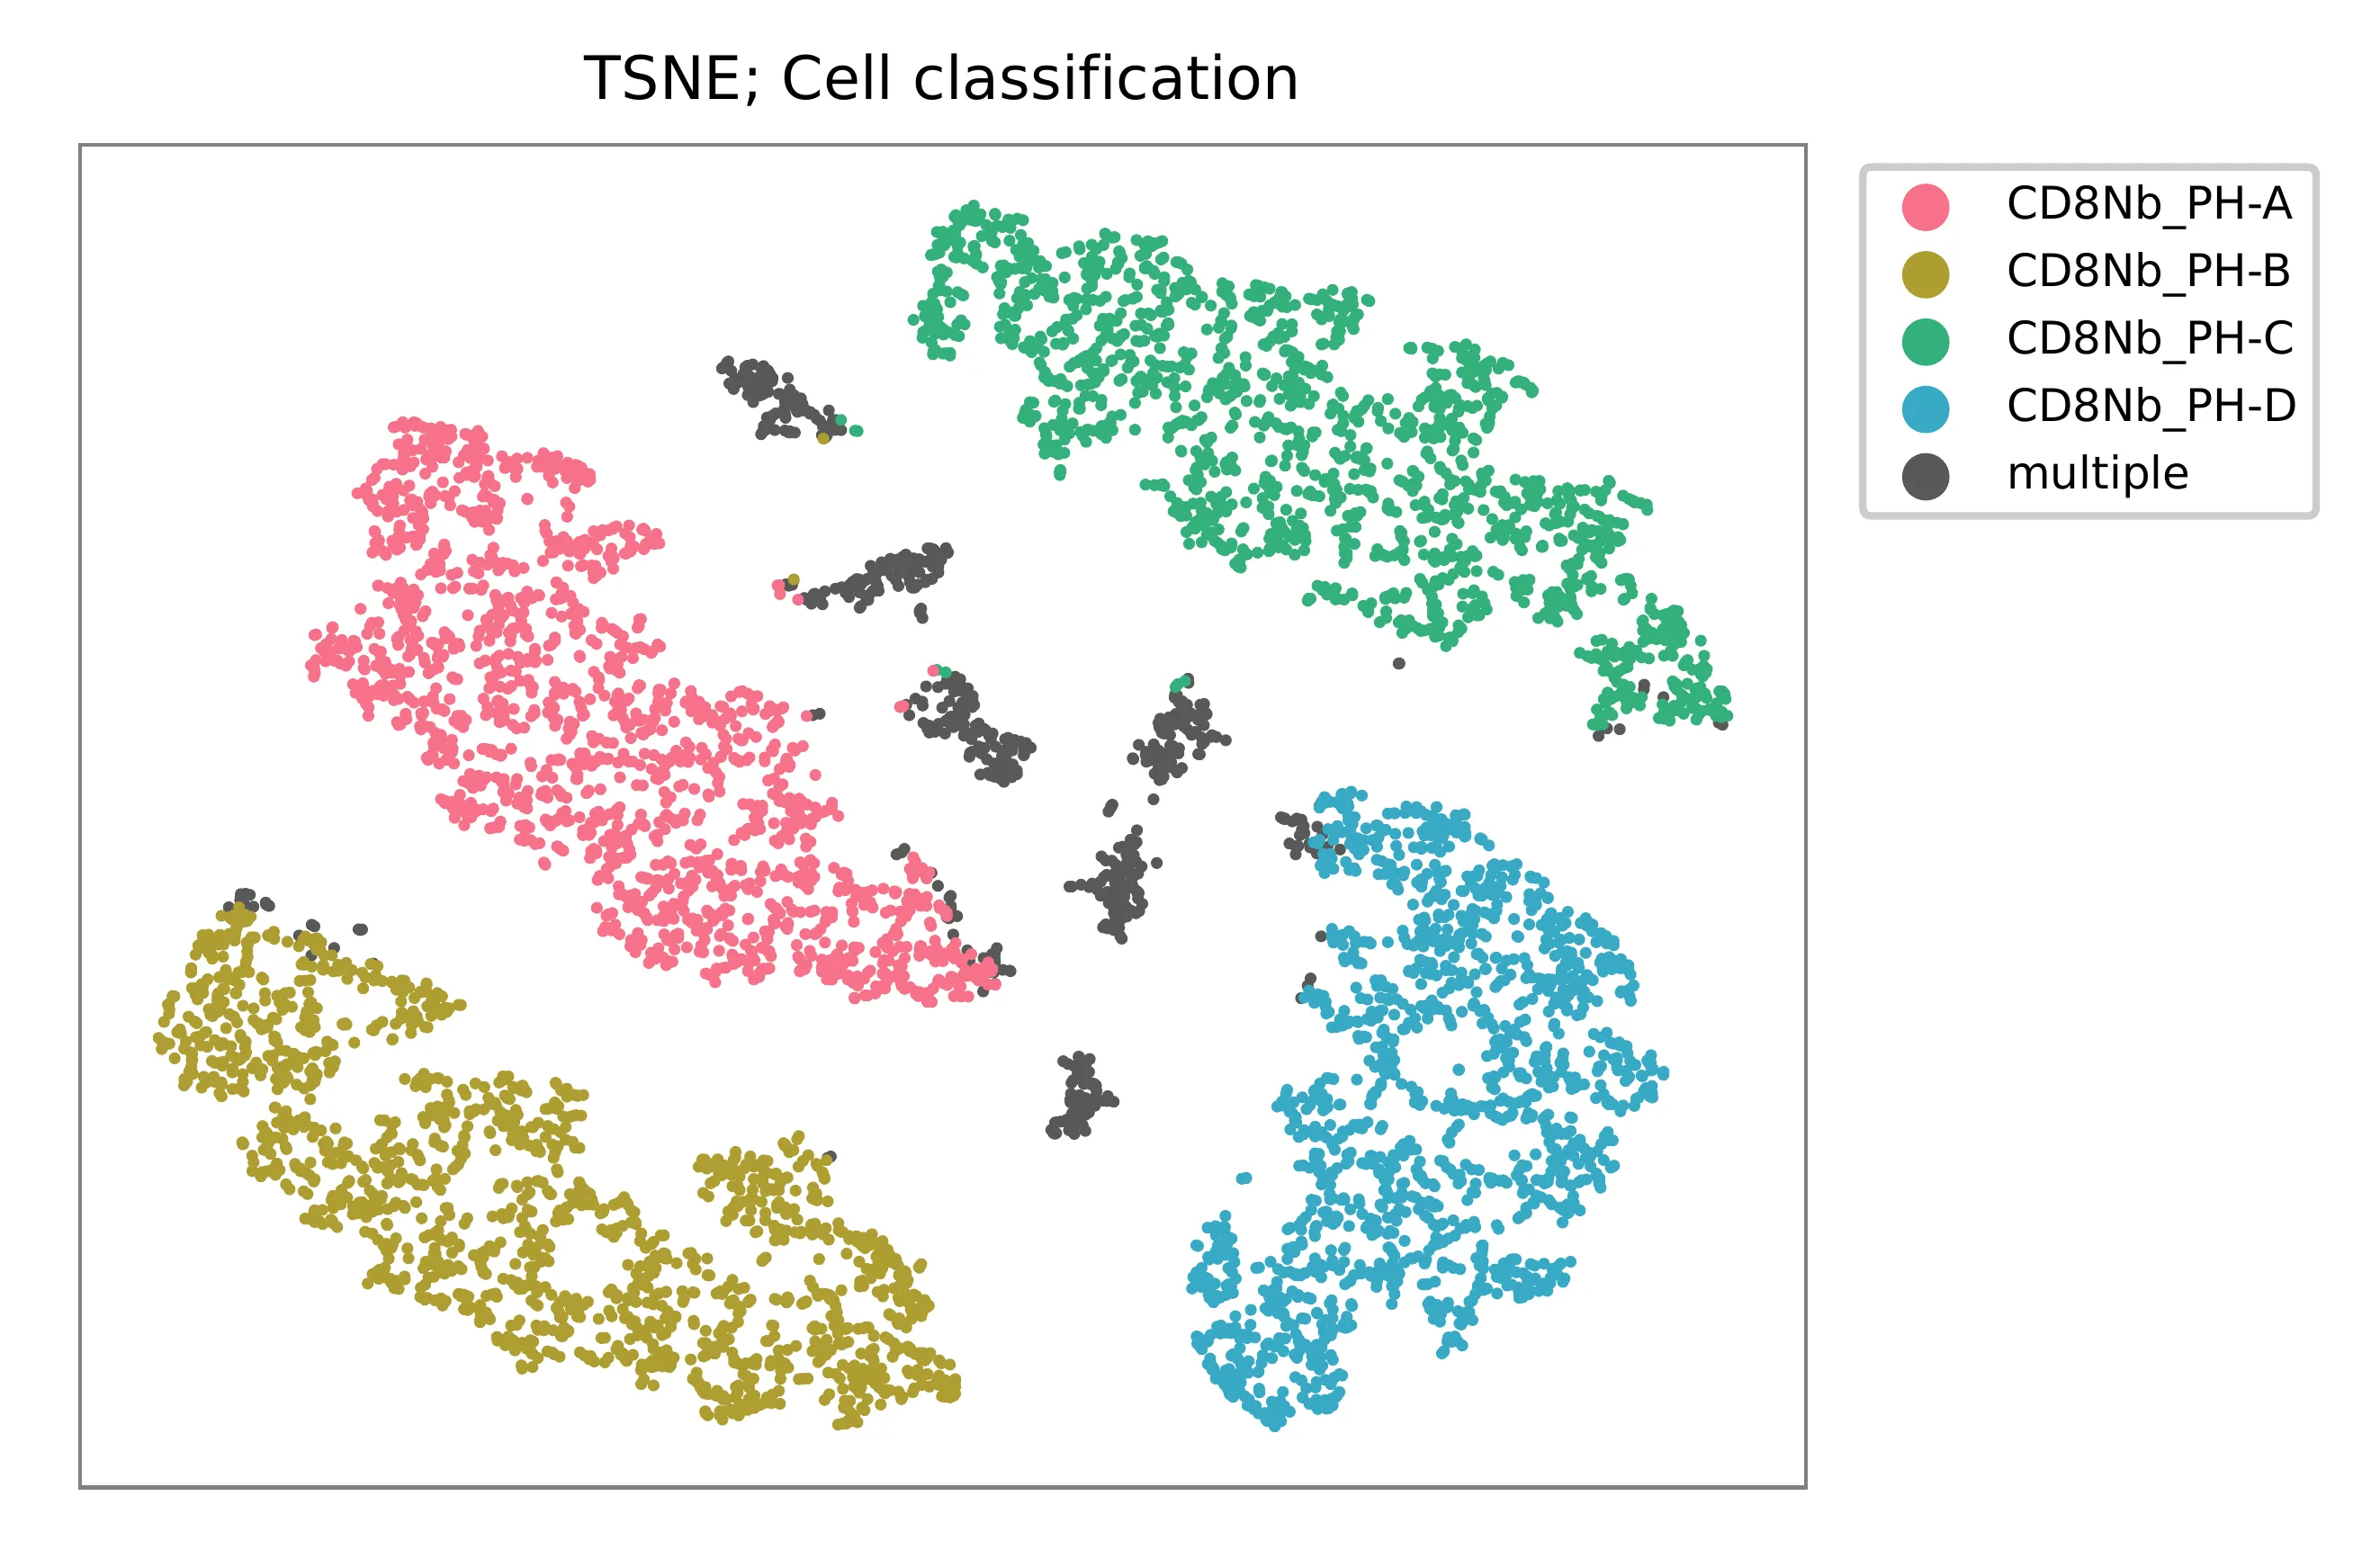 TSNE; Cell classification
CD8Nb_PH-A
CD8Nb_PH-B
CD8Nb_PH-C
CD8Nb_PH-D
multiple